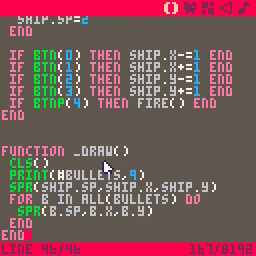 SHIP.SP=2
END
IF BTN(0) THEN SHIP.X-=1 END
IF BTN(1) THEN SHIP.X+=1 END
IF BTN(2) THEN SHIP.Y-=1 END
IF BTN(3) THEN SHIP.Y+=1 END
IF BTNP(4) THEN FIRE() END
END
FUNCTION _DRAW()
CLS()
PRINT(#BULLETS,9)
SPR(SHIP.SP,SHIP.X,SHIP.Y)
FOR B IN ALL(BULLETS) DO
SPR(B.SP,B.X,B.Y)
END
END
LINE 46/46 167/8192